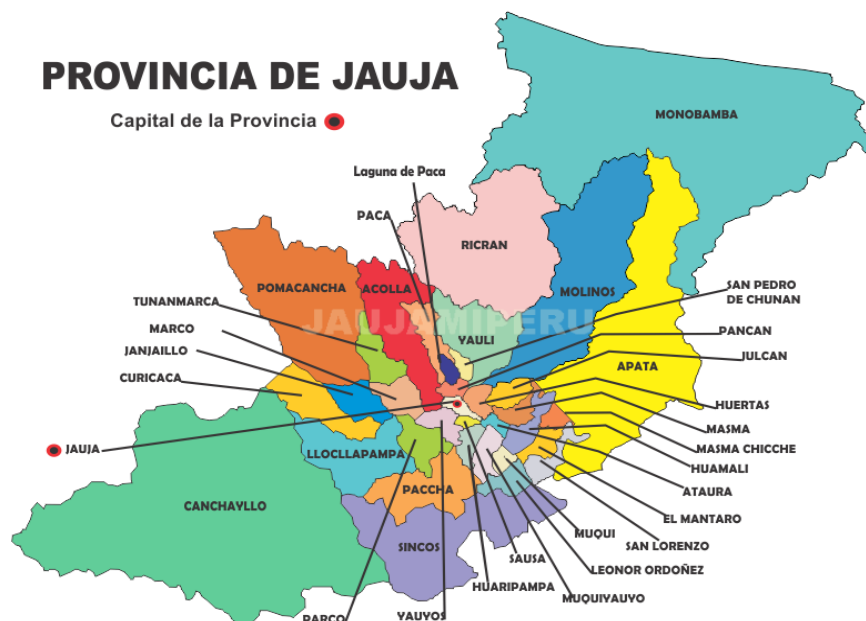 PROVINCIA DE JAUJA
Capital de la Provincia
MONOBAMBA
Laguna de Paca
PACA
RICRAN
POMACANCHA
ACOLLA
MOLINOS
SAN PEDRO
DE CHUNAN
TUNANMARCA
JAUJAMIPERU
MARCO
YAULI
PANCAN
JANJAILLO
JULCAN
CURICACA
APATA
HUERTAS
MASMA
JAUJA
MASMA CHICCHE
LLOCLLAPAMPA
HUAMALI
PACCHA
ATAURA
CANCHAYLLO
EL MANTARO
MUQUI
SINCOS
SAN LORENZO
SAUSA
LEONOR ORDOÑEZ
HUARIPAMPA
MUQUIYAUYO
PARCO
YAUYOS